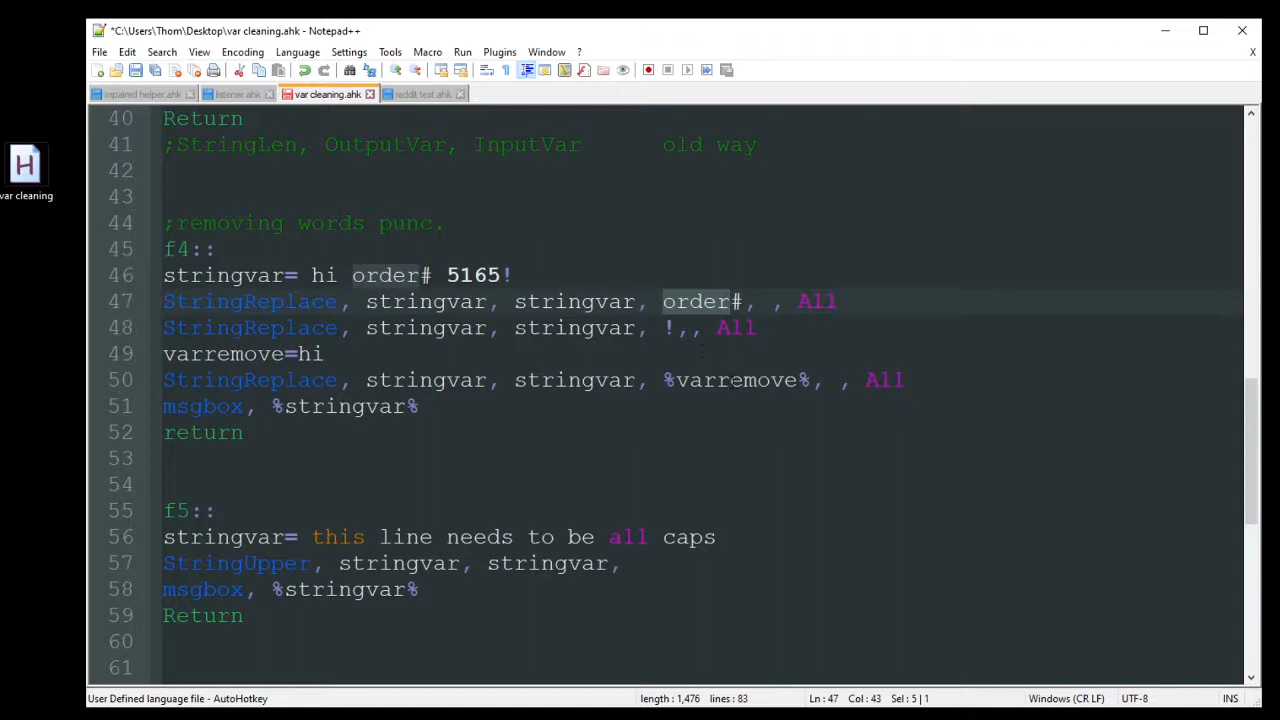 *C:\Users\Thom\Desktop\var cleaning.ahk - Notepad++
File Edit Search View Encoding Language Settings Tools Macro Run Plugins Window ? X
impaired helper.ahk listener.ahk var cleaning.ahk reddit test.ahk
var cleaning
40 Return
41 ;StringLen, OutputVar, InputVar old way
42
43
44 ;removing words punc.
45 f4::
46 stringvar= hi order# 5165!
47 StringReplace, stringvar, stringvar, order#, , All
48 StringReplace, stringvar, stringvar, !,, All
49 varremove=hi
50 StringReplace, stringvar, stringvar, %varremove%, , All
51 msgbox, %stringvar%
52 return
53
54
55 f5::
56 stringvar= this line needs to be all caps
57 StringUpper, stringvar, stringvar,
58 msgbox, %stringvar%
59 Return
60
61
User Defined language file - AutoHotkey length : 1,476 lines : 83 Ln : 47 Col : 43 Sel : 5 | 1 Windows (CR LF) UTF-8 INS